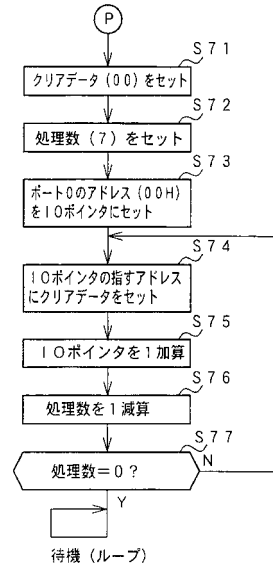 P
S71
クリアデータ(00)をセット
S72
処理数(7)をセット
S73
ポート0のアドレス(00H)
をIOポインタにセット
S74
IOポインタの指すアドレス
にクリアデータをセット
S75
IOポインタを1加算
S76
処理数を1減算
S77
処理数=0?
N
Y
待機(ループ)